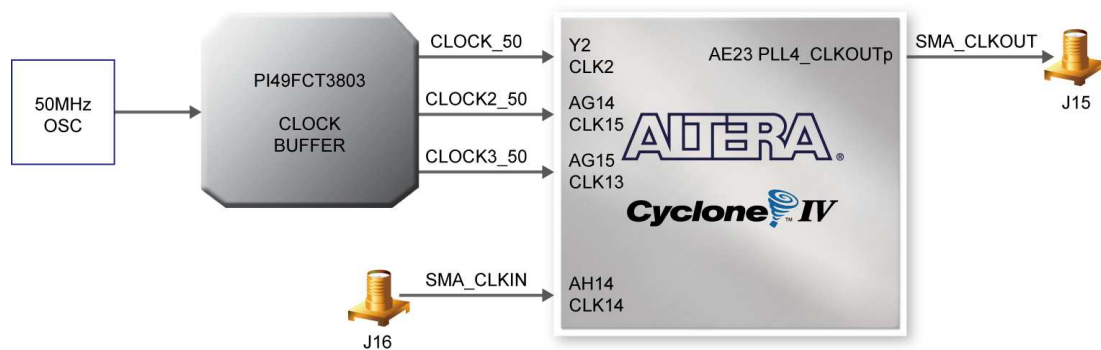 50MHz
OSC
PI49FCT3803
CLOCK
BUFFER
CLOCK_50
CLOCK2_50
CLOCK3_50
Y2
CLK2
AG14
CLK15
AG15
CLK13
AE23 PLL4_CLKOUTp
ALTERA®
Cyclone™ IV
SMA_CLKOUT
J15
SMA_CLKIN
J16
AH14
CLK14